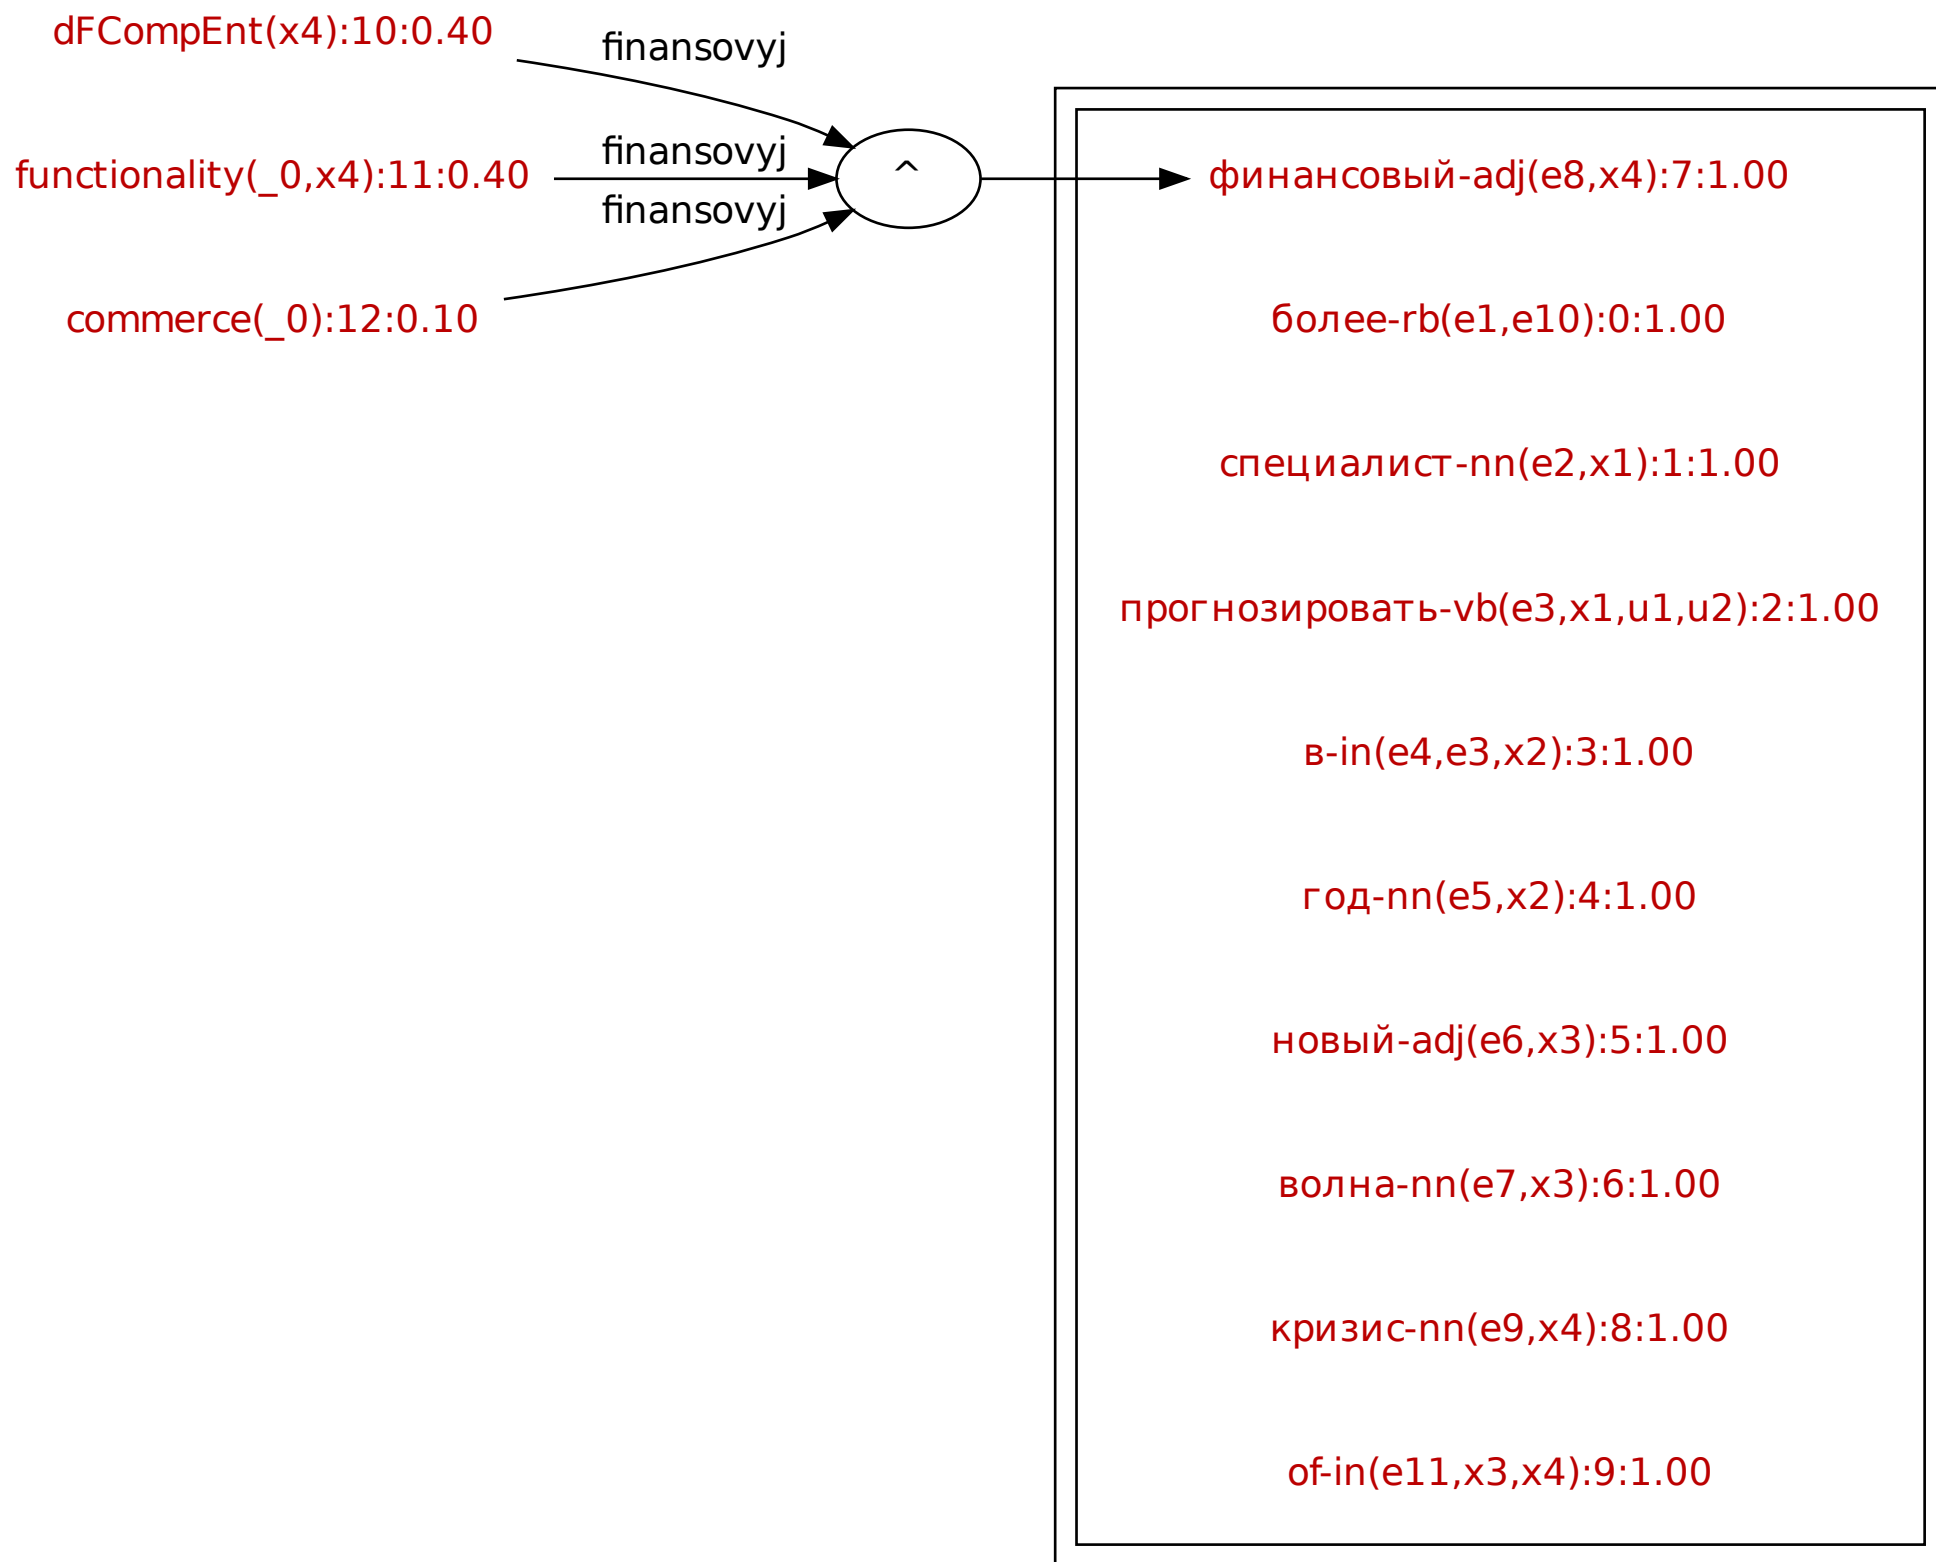 dFCompEnt(x4):10:0.40
finansovyj
functionality(_0,x4):11:0.40
finansovyj
finansovyj
commerce(_0):12:0.10
^
финансовый-adj(e8,x4):7:1.00
более-rb(e1,e10):0:1.00
специалист-nn(e2,x1):1:1.00
прогнозировать-vb(e3,x1,u1,u2):2:1.00
в-in(e4,e3,x2):3:1.00
год-nn(e5,x2):4:1.00
новый-adj(e6,x3):5:1.00
волна-nn(e7,x3):6:1.00
кризис-nn(e9,x4):8:1.00
of-in(e11,x3,x4):9:1.00